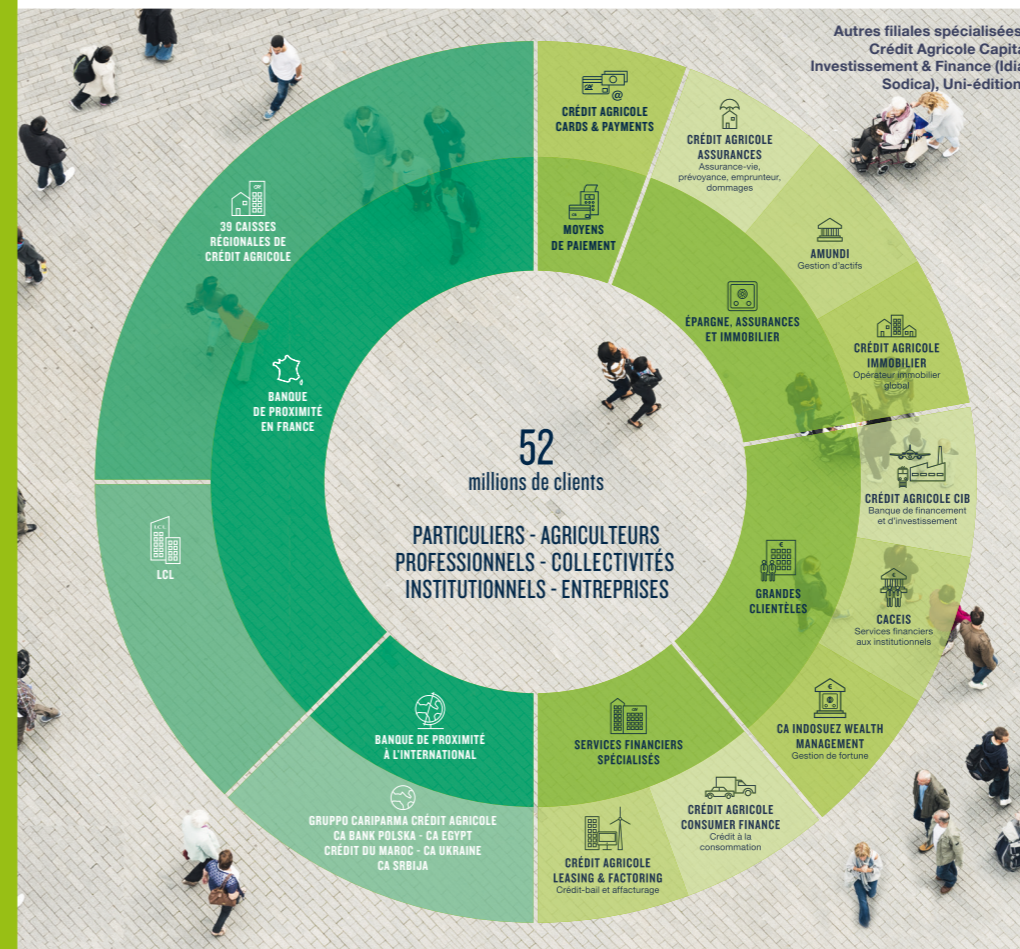 Autres filiales spécialisées
Crédit Agricole Capita
Investissement & Finance (Idia
Sodica), Uni-édition
@
CRÉDIT AGRICOLE
CARDS & PAYMENTS
MOYENS
DE PAIEMENT
CRÉDIT AGRICOLE
ASSURANCES
Assurance-vie,
prévoyance, emprunteur,
dommages
AMUNDI
Gestion d'actifs
ÉPARGNE, ASSURANCES
ET IMMOBILIER
CRÉDIT AGRICOLE
IMMOBILIER
Opérateur immobilier
global
39 CAISSES
RÉGIONALES DE
CRÉDIT AGRICOLE
BANQUE
DE PROXIMITÉ
EN FRANCE
52
millions de clients
PARTICULIERS - AGRICULTEURS
PROFESSIONNELS - COLLECTIVITÉS
INSTITUTIONNELS - ENTREPRISES
CRÉDIT AGRICOLE CIB
Banque de financement
et d'investissement
GRANDES
CLIENTÈLES
€
CACEIS
Services financiers
aux institutionnels
€
CA INDOSUEZ WEALTH
MANAGEMENT
Gestion de fortune
LCL
LCL
BANQUE DE PROXIMITÉ
À L'INTERNATIONAL
GRUPPO CARIPARMA CRÉDIT AGRICOLE
CA BANK POLSKA - CA EGYPT
CRÉDIT DU MAROC - CA UKRAINE
CA SRBIJA
SERVICES FINANCIERS
SPÉCIALISÉS
CRÉDIT AGRICOLE
CONSUMER FINANCE
Crédit à la
consommation
CRÉDIT AGRICOLE
LEASING & FACTORING
Crédit-bail et affacturage